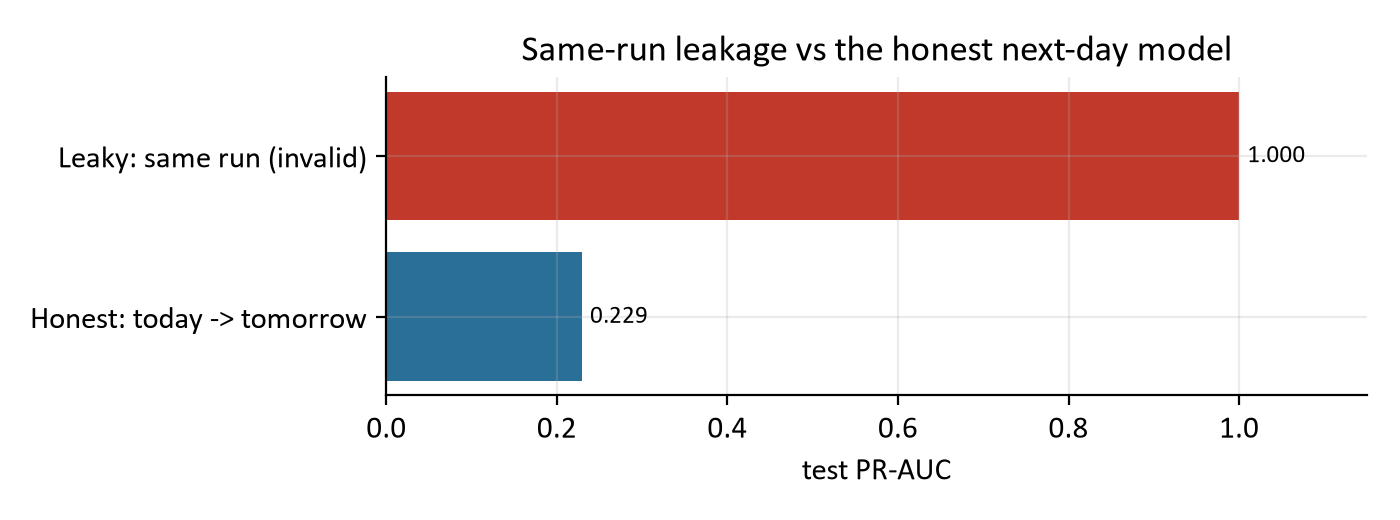 Same-run leakage vs the honest next-day model
Leaky: same run (invalid)
1.000
Honest: today -> tomorrow
0.229
0.0 0.2 0.4 0.6 0.8 1.0
test PR-AUC